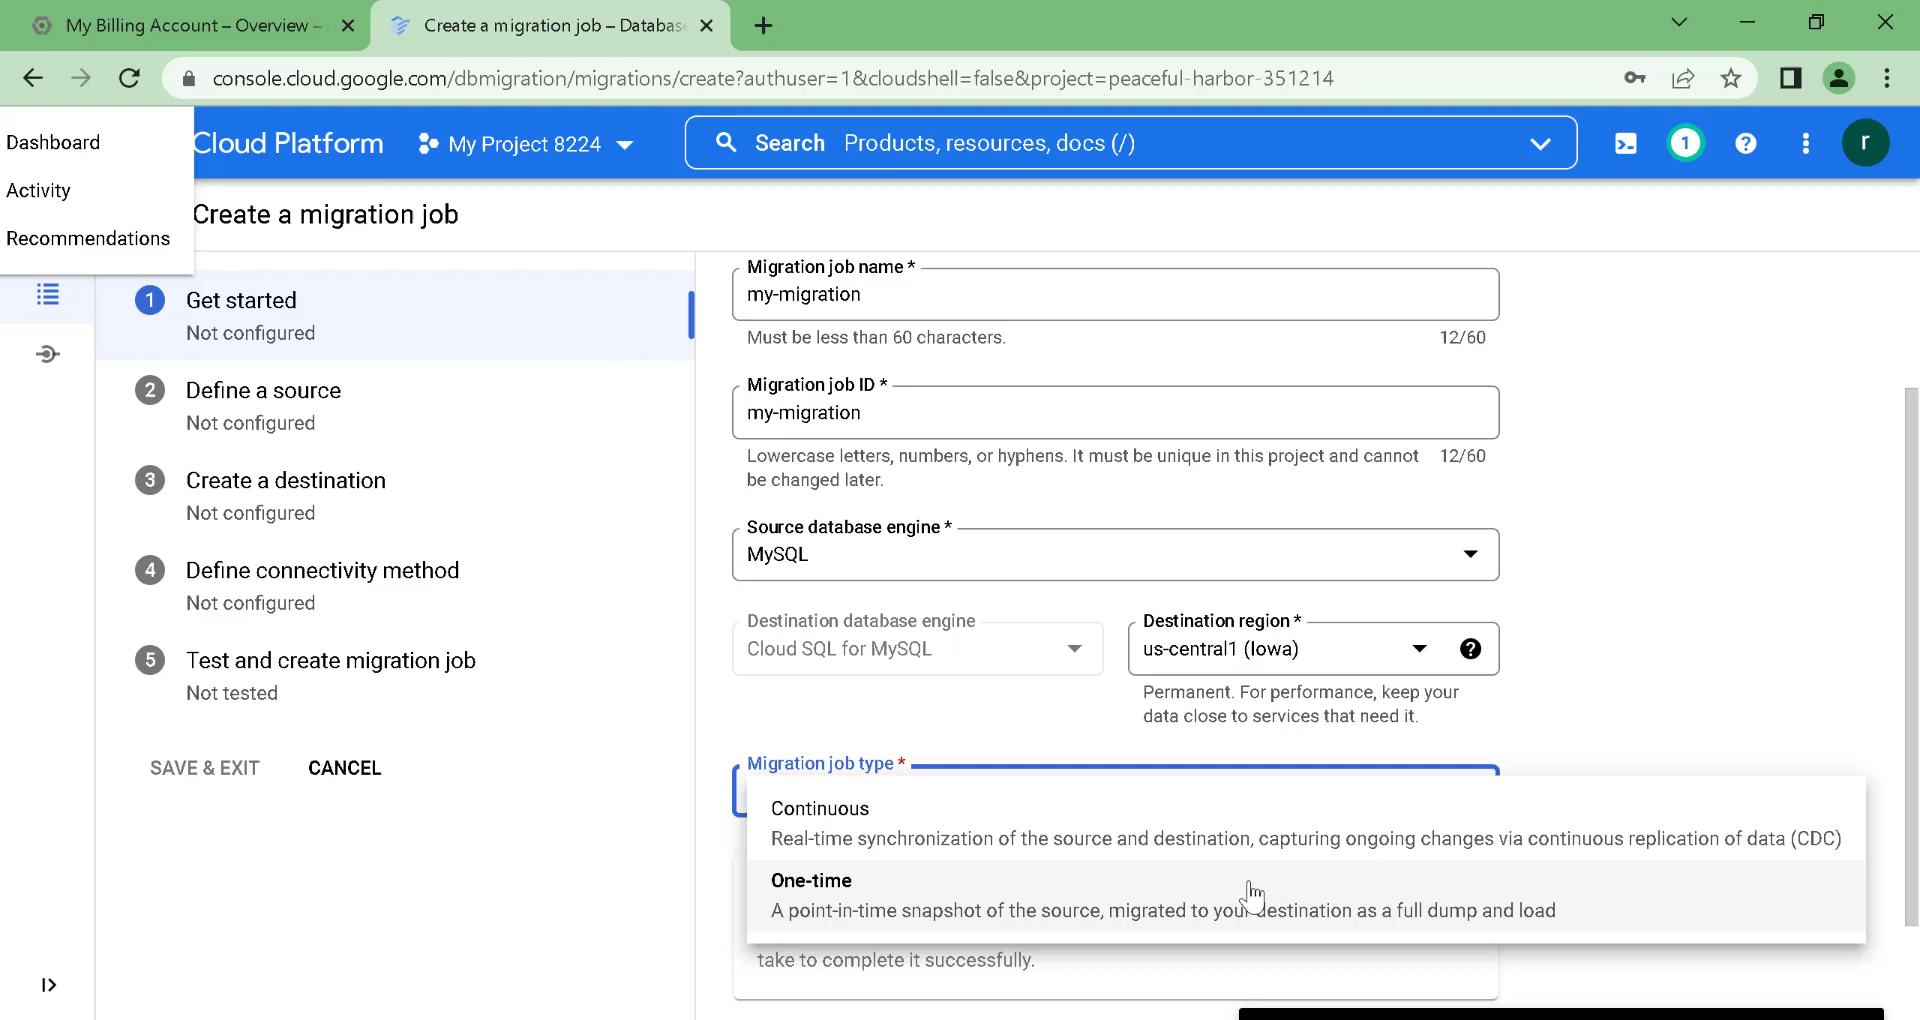 My Billing Account – Overview –
Create a migration job – Databas
console.cloud.google.com/dbmigration/migrations/create?authuser=1&cloudshell=false&project=peaceful-harbor-351214
Dashboard
Activity
Recommendations
Cloud Platform
My Project 8224
Search Products, resources, docs (/)
1
r
Create a migration job
1 Get started
Not configured
2 Define a source
Not configured
3 Create a destination
Not configured
4 Define connectivity method
Not configured
5 Test and create migration job
Not tested
SAVE & EXIT CANCEL
Migration job name *
my-migration
Must be less than 60 characters. 12/60
Migration job ID *
my-migration
Lowercase letters, numbers, or hyphens. It must be unique in this project and cannot 12/60
be changed later.
Source database engine *
MySQL
Destination database engine
Cloud SQL for MySQL
Destination region *
us-central1 (Iowa)
Permanent. For performance, keep your
data close to services that need it.
Migration job type *
Continuous
Real-time synchronization of the source and destination, capturing ongoing changes via continuous replication of data (CDC)
One-time
A point-in-time snapshot of the source, migrated to your destination as a full dump and load
take to complete it successfully.